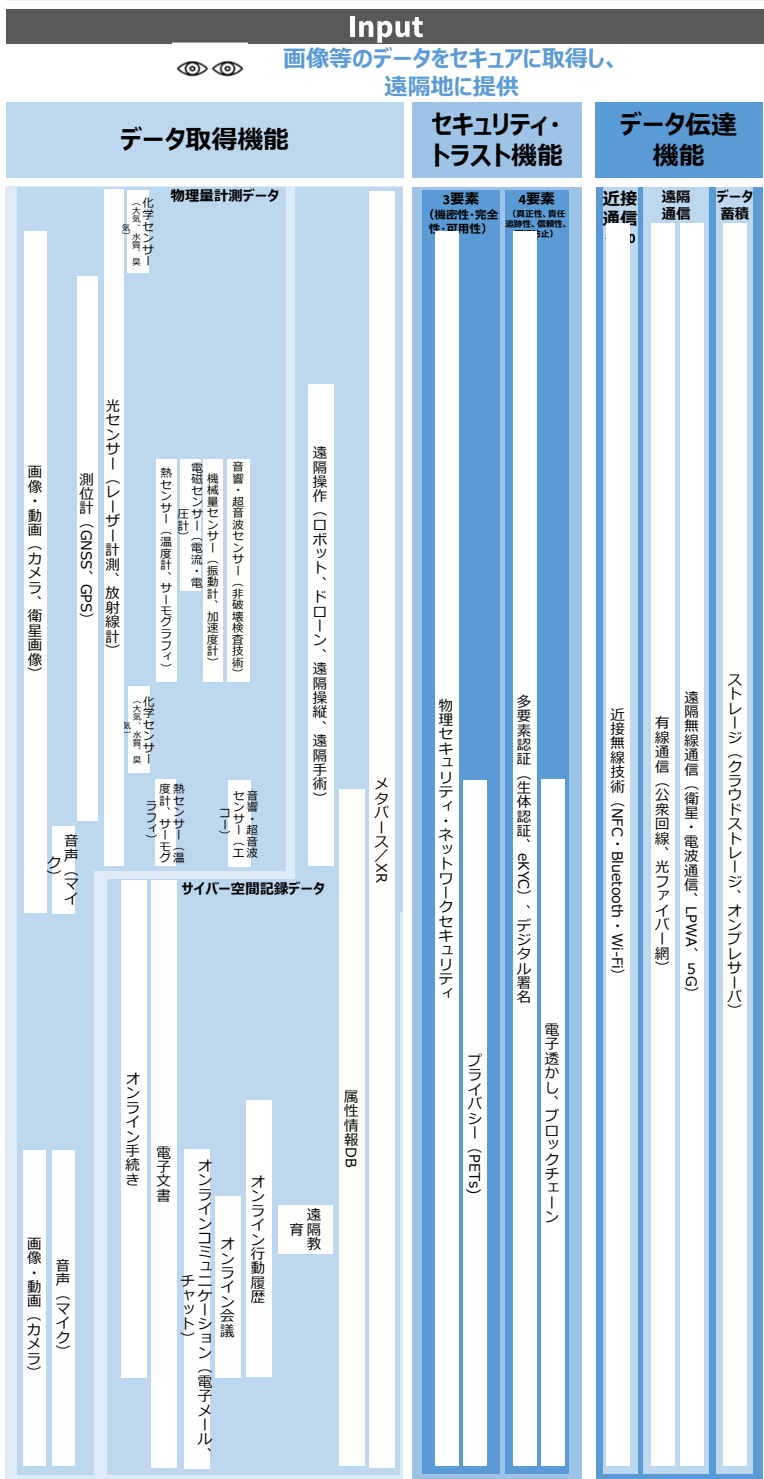 Input
画像等のデータをセキュアに取得し、
遠隔地に提供
データ取得機能
セキュリティ・
トラスト機能
データ伝達
機能
物理量計測データ
画像・動画（カメラ、衛星画像）
音声（マイ
ク）
測位計（GNSS、GPS）
光センサー（レーザー計測、放射線計）
化学センサー
（大気、水質、臭
気）
熱センサー（温度計、サーモグラフィ）
電磁センサー（電流・電
圧計）
機械量センサー（振動計、加速度計）
音響・超音波センサー（非破壊検査技術）
化学センサー
（大気、水質、臭
気）
熱センサー（温
度計、サーモグ
ラフィ）
音響・超音波
センサー（エ
コー）
遠隔操作（ロボット、ドローン、遠隔操縦、遠隔手術）
メタバース／XR
サイバー空間記録データ
画像・動画（カメラ）
音声（マイク）
オンライン手続き
電子文書
オンラインコミュニケーション（電子メール、
チャット）
オンライン会議
オンライン行動履歴
遠隔教
育
属性情報DB
3要素
（機密性・完全
性・可用性）
物理セキュリティ・ネットワークセキュリティ
プライバシー（PETs）
4要素
（真正性、責任
追跡性、信頼性、
防止）
多要素認証（生体認証、eKYC）、デジタル署名
電子透かし、ブロックチェーン
近接
通信
近接無線技術（NFC・Bluetooth・Wi-Fi）
遠隔
通信
有線通信（公衆回線、光ファイバー網）
遠隔無線通信（衛星・電波通信、LPWA、5G）
データ
蓄積
ストレージ（クラウドストレージ、オンプレサーバ）